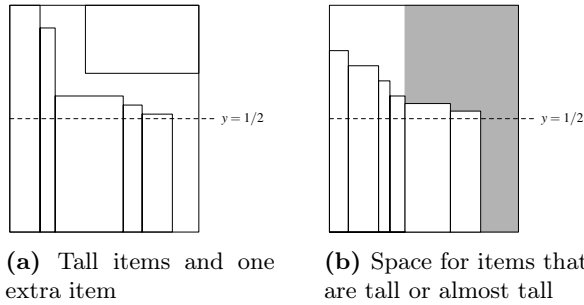 y = 1/2
y = 1/2
(a) Tall items and one
extra item
(b) Space for items that
are tall or almost tall